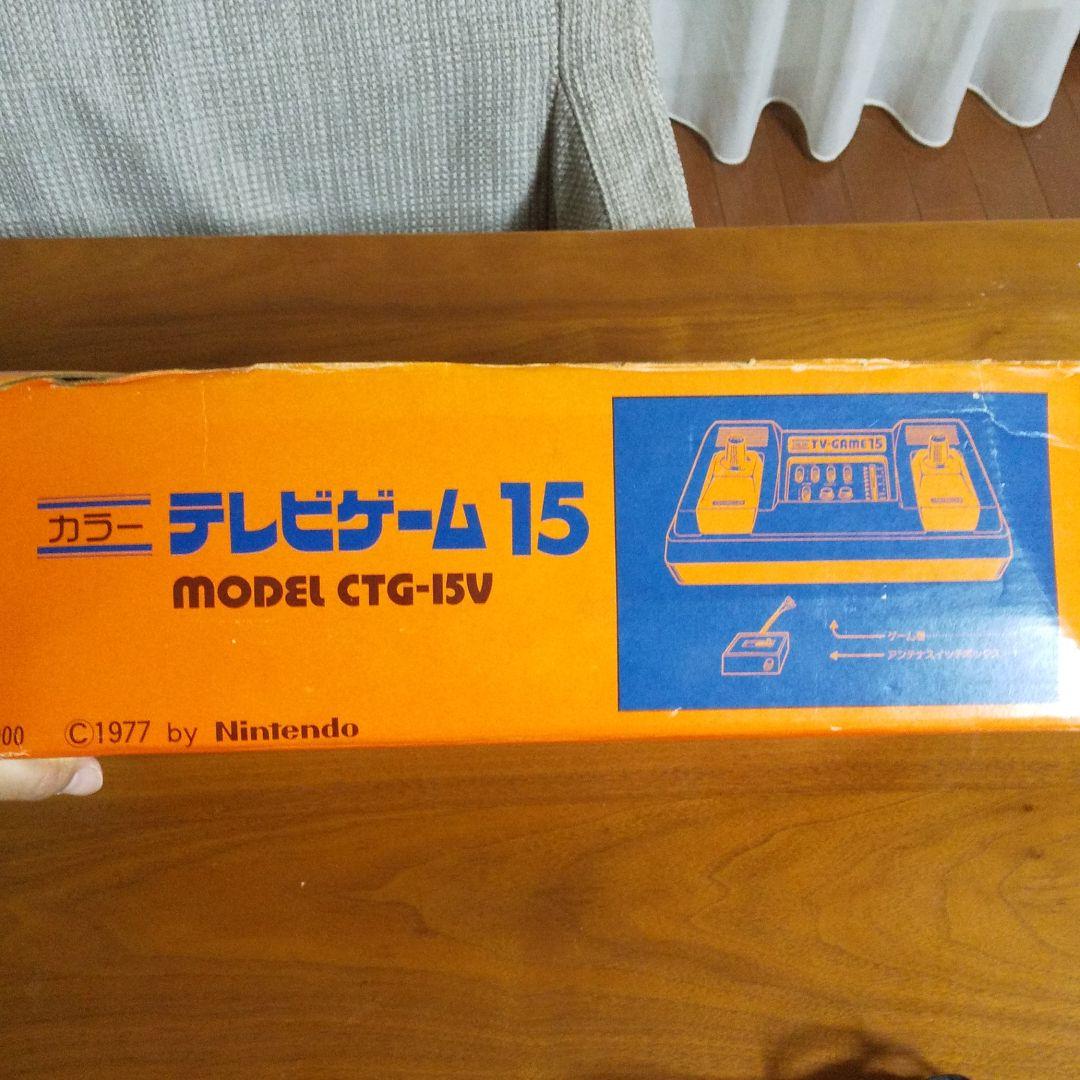 カラー テレビゲーム 15
MODEL CTG-15V
00 ©1977 by Nintendo
TV-GAME 15
ゲーム機
アンテナスイッチボックス